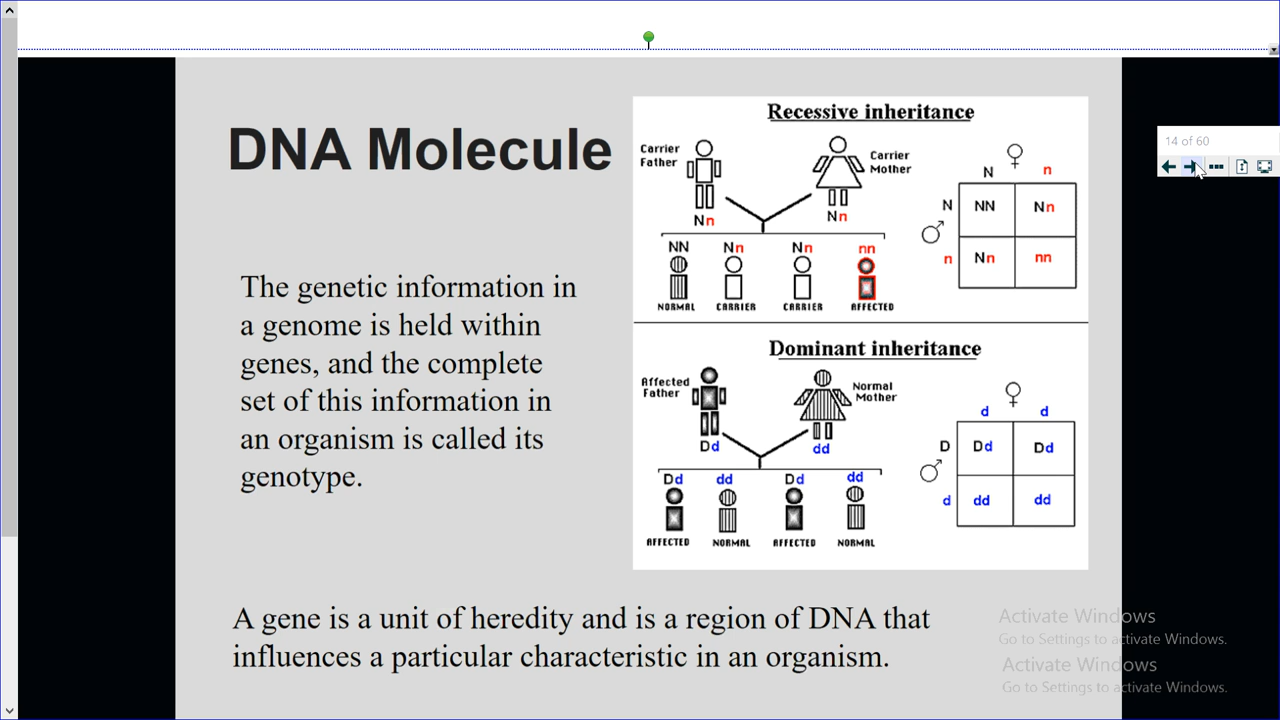 14 of 60
DNA Molecule
The genetic information in
a genome is held within
genes, and the complete
set of this information in
an organism is called its
genotype.
Recessive inheritance
Carrier
Father
Carrier
Mother
Nn
Nn
NN Nn Nn nn
NORMAL CARRIER CARRIER AFFECTED
♀
N n
N NN Nn
♂
n Nn nn
Dominant inheritance
Affected
Father
Normal
Mother
Dd
dd
Dd dd Dd dd
AFFECTED NORMAL AFFECTED NORMAL
♀
d d
D Dd Dd
♂
d dd dd
A gene is a unit of heredity and is a region of DNA that
influences a particular characteristic in an organism.
Activate Windows
Go to Settings to activate Windows.
Activate Windows
Go to Settings to activate Windows.